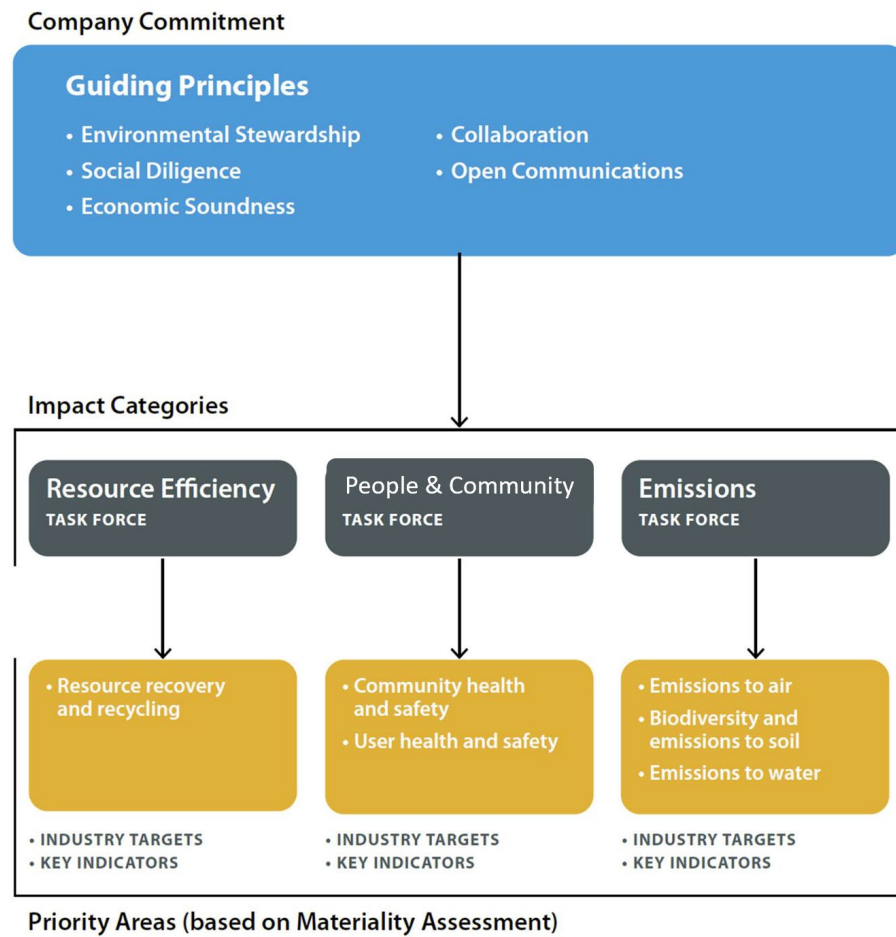 Company Commitment
Guiding Principles
• Environmental Stewardship
• Social Diligence
• Economic Soundness
• Collaboration
• Open Communications
Impact Categories
Resource Efficiency
TASK FORCE
People & Community
TASK FORCE
Emissions
TASK FORCE
• Resource recovery
and recycling
• Community health
and safety
• User health and safety
• Emissions to air
• Biodiversity and
emissions to soil
• Emissions to water
• INDUSTRY TARGETS
• KEY INDICATORS
• INDUSTRY TARGETS
• KEY INDICATORS
• INDUSTRY TARGETS
• KEY INDICATORS
Priority Areas (based on Materiality Assessment)